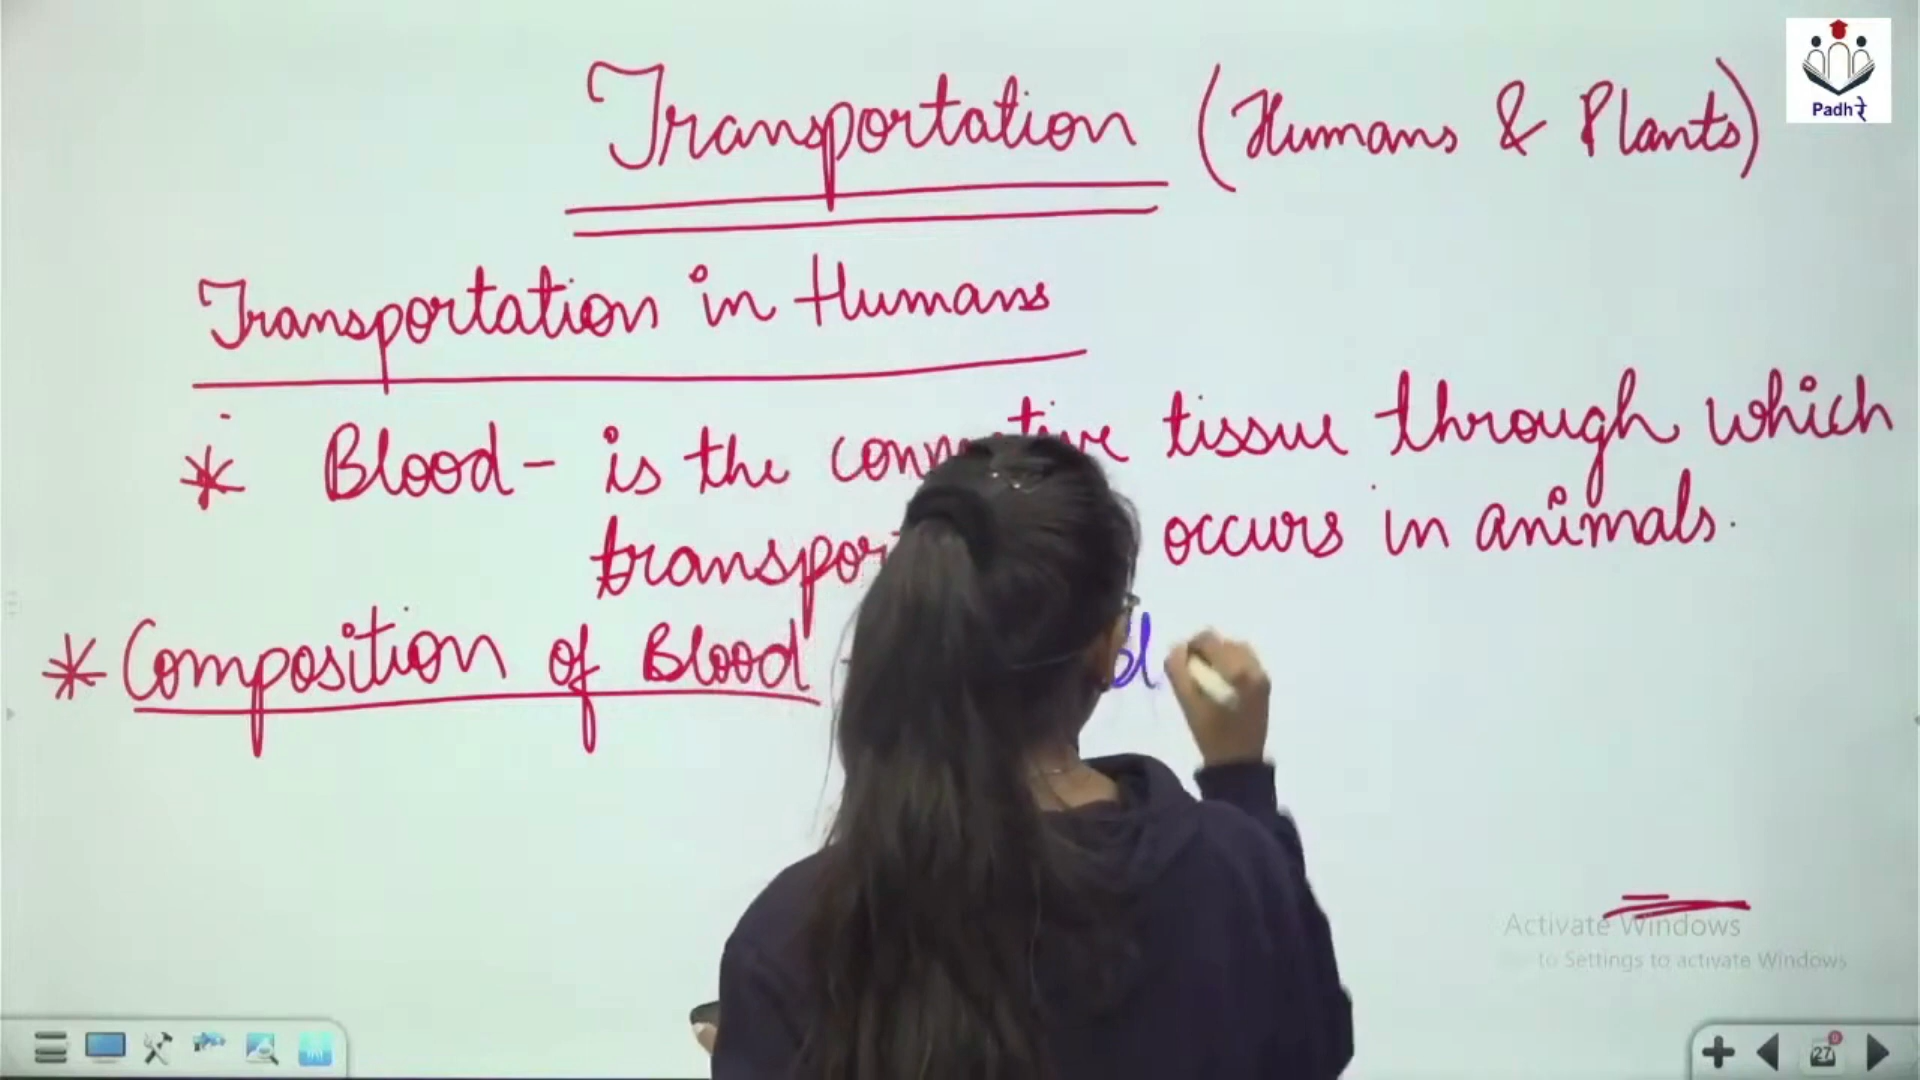 Transportation (Humans & Plants)
Padhरे
Transportation in Humans
* Blood - is the tissue through which
occurs in animals.
* Composition of Blood
Activate Windows
to Settings to activate Windows
27